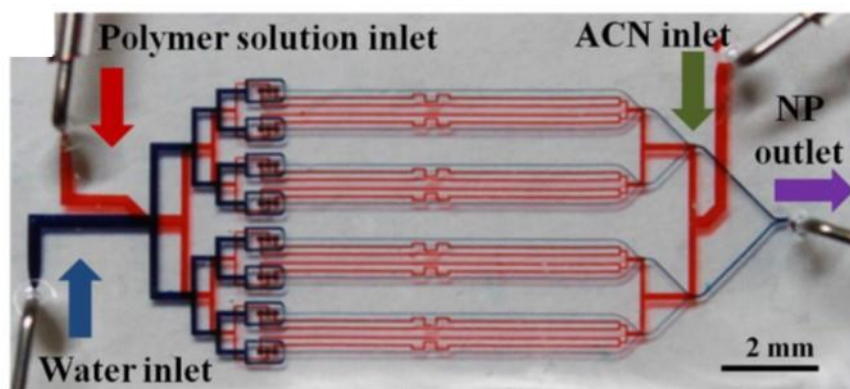 Polymer solution inlet
ACN inlet
NP
outlet
Water inlet
2 mm